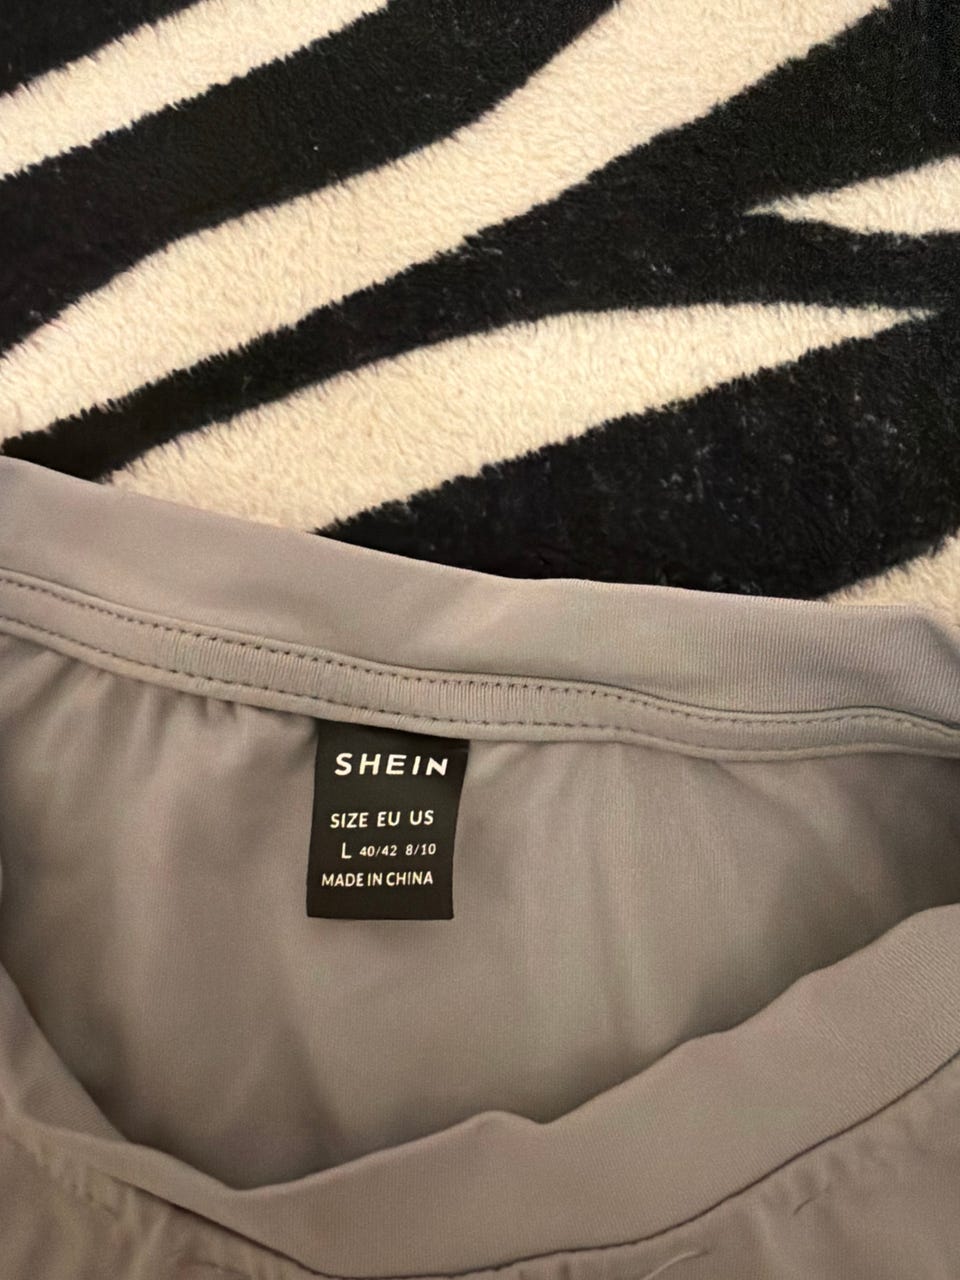 SHEIN
SIZE EU US
L 40/42 8/10
MADE IN CHINA